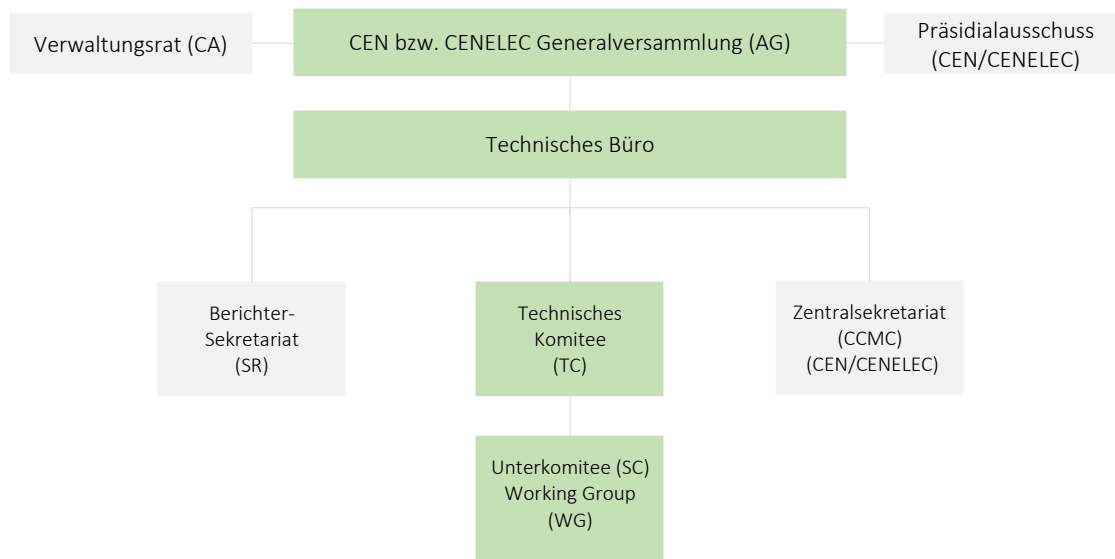 Verwaltungsrat (CA)
CEN bzw. CENELEC Generalversammlung (AG)
Präsidialausschuss
(CEN/CENELEC)
Technisches Büro
Berichter-
Sekretariat
(SR)
Technisches
Komitee
(TC)
Zentralsekretariat
(CCMC)
(CEN/CENELEC)
Unterkomitee (SC)
Working Group
(WG)